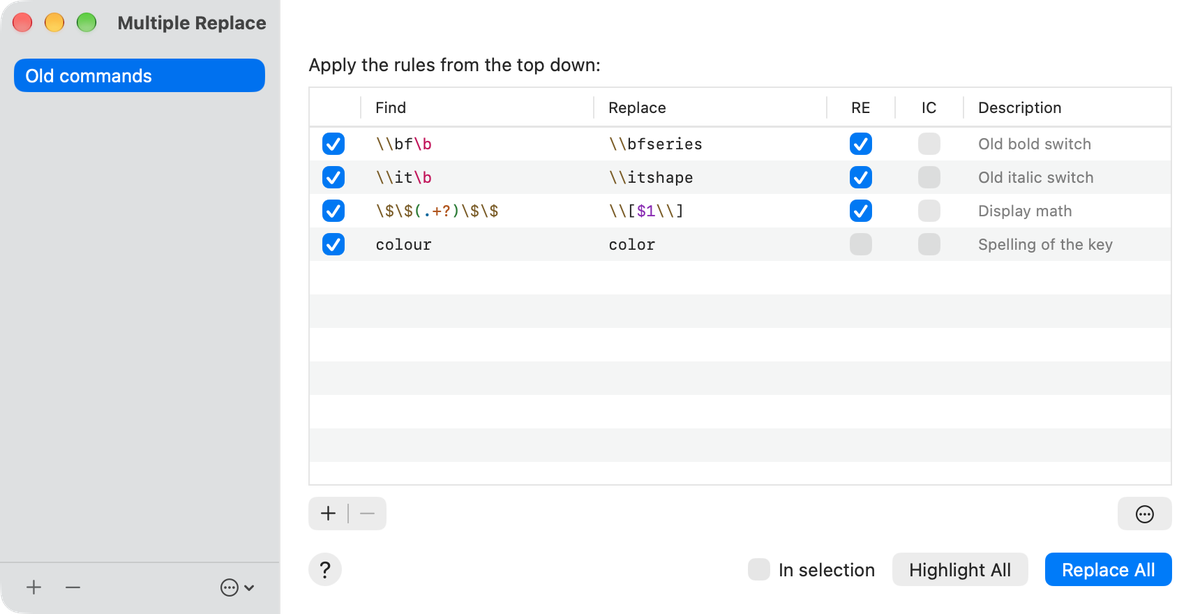 Multiple Replace
Old commands
Apply the rules from the top down:
Find Replace RE IC Description
\\bf\b \\bfseries Old bold switch
\\it\b \\itshape Old italic switch
\$\$(.+?)\$\$ \\[$1\\] Display math
colour color Spelling of the key
? In selection Highlight All Replace All